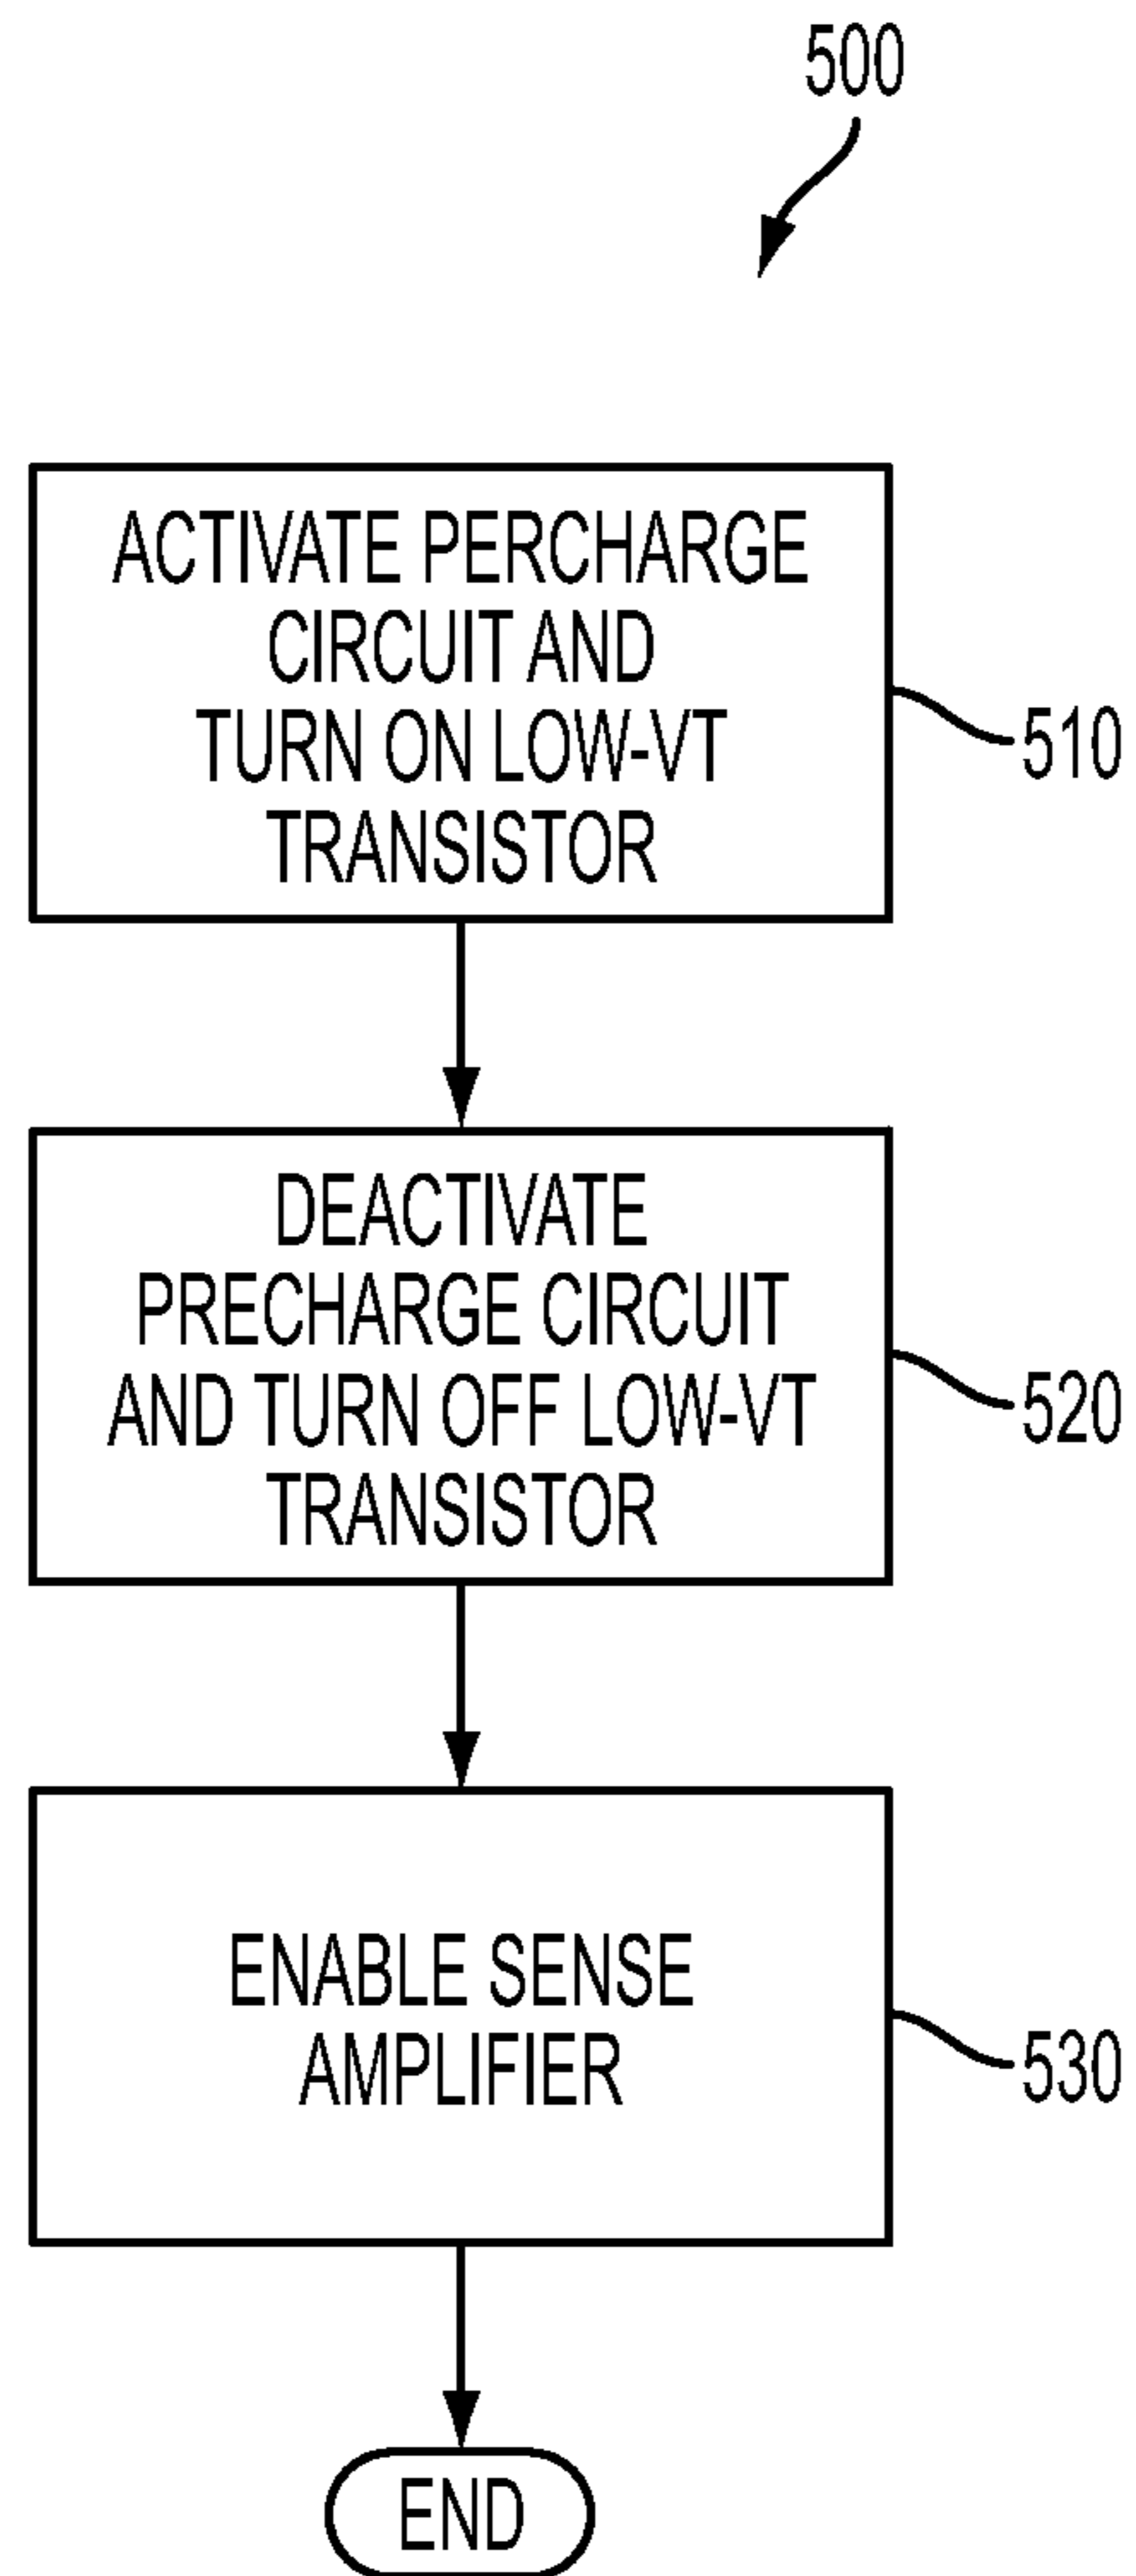 500
ACTIVATE PERCHARGE
CIRCUIT AND
TURN ON LOW-VT
TRANSISTOR
510
DEACTIVATE
PRECHARGE CIRCUIT
AND TURN OFF LOW-VT
TRANSISTOR
520
ENABLE SENSE
AMPLIFIER
530
END